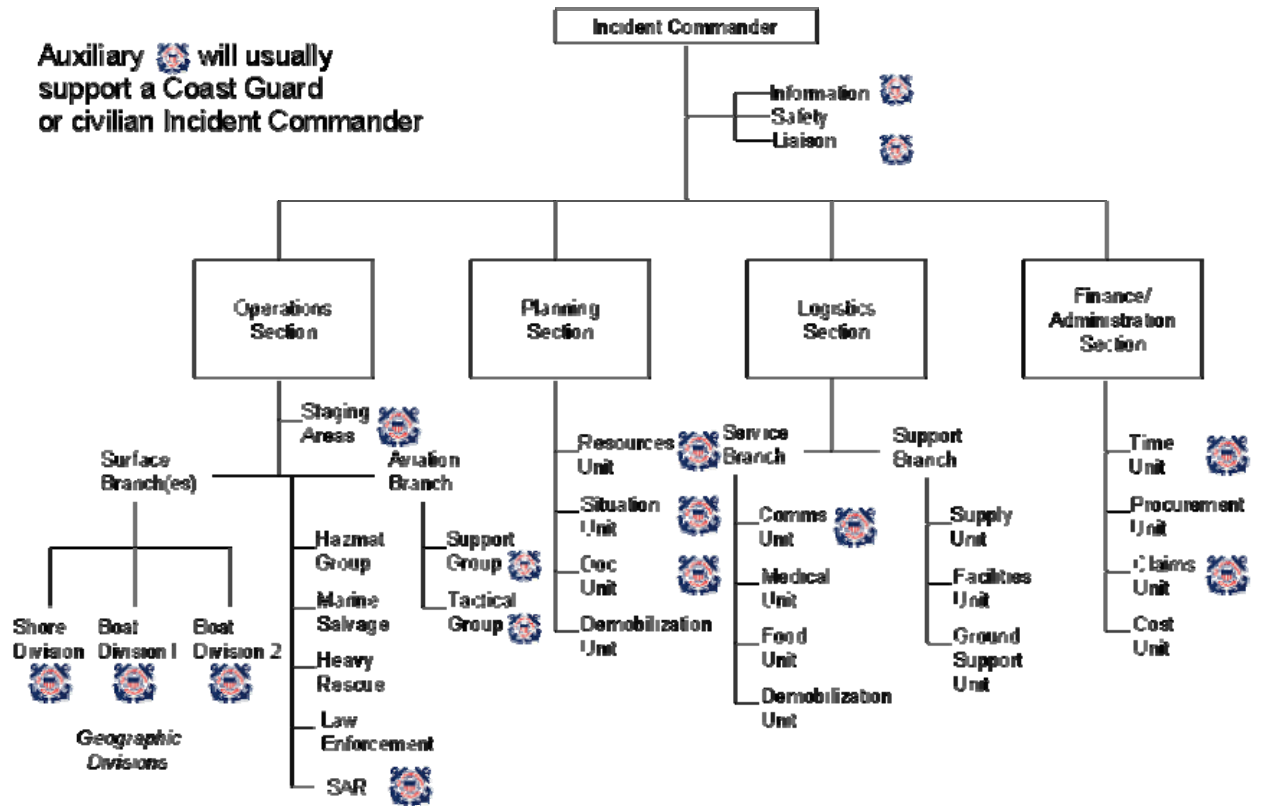 Incident Commander
Auxiliary will usually
support a Coast Guard
or civilian Incident Commander
Information
Safety
Liaison
Operations
Section
Planning
Section
Logistics
Section
Finance/
Administration
Section
Staging
Areas
Surface
Branch(es)
Aviation
Branch
Shore
Division
Boat
Division 1
Boat
Division 2
Geographic
Divisions
Hazmat
Group
Marine
Salvage
Heavy
Rescue
Law
Enforcement
SAR
Support
Group
Tactical
Group
Resources
Unit
Situation
Unit
Doc
Unit
Demobilization
Unit
Service
Branch
Comms
Unit
Medical
Unit
Food
Unit
Demobilization
Unit
Support
Branch
Supply
Unit
Facilities
Unit
Ground
Support
Unit
Time
Unit
Procurement
Unit
Claims
Unit
Cost
Unit